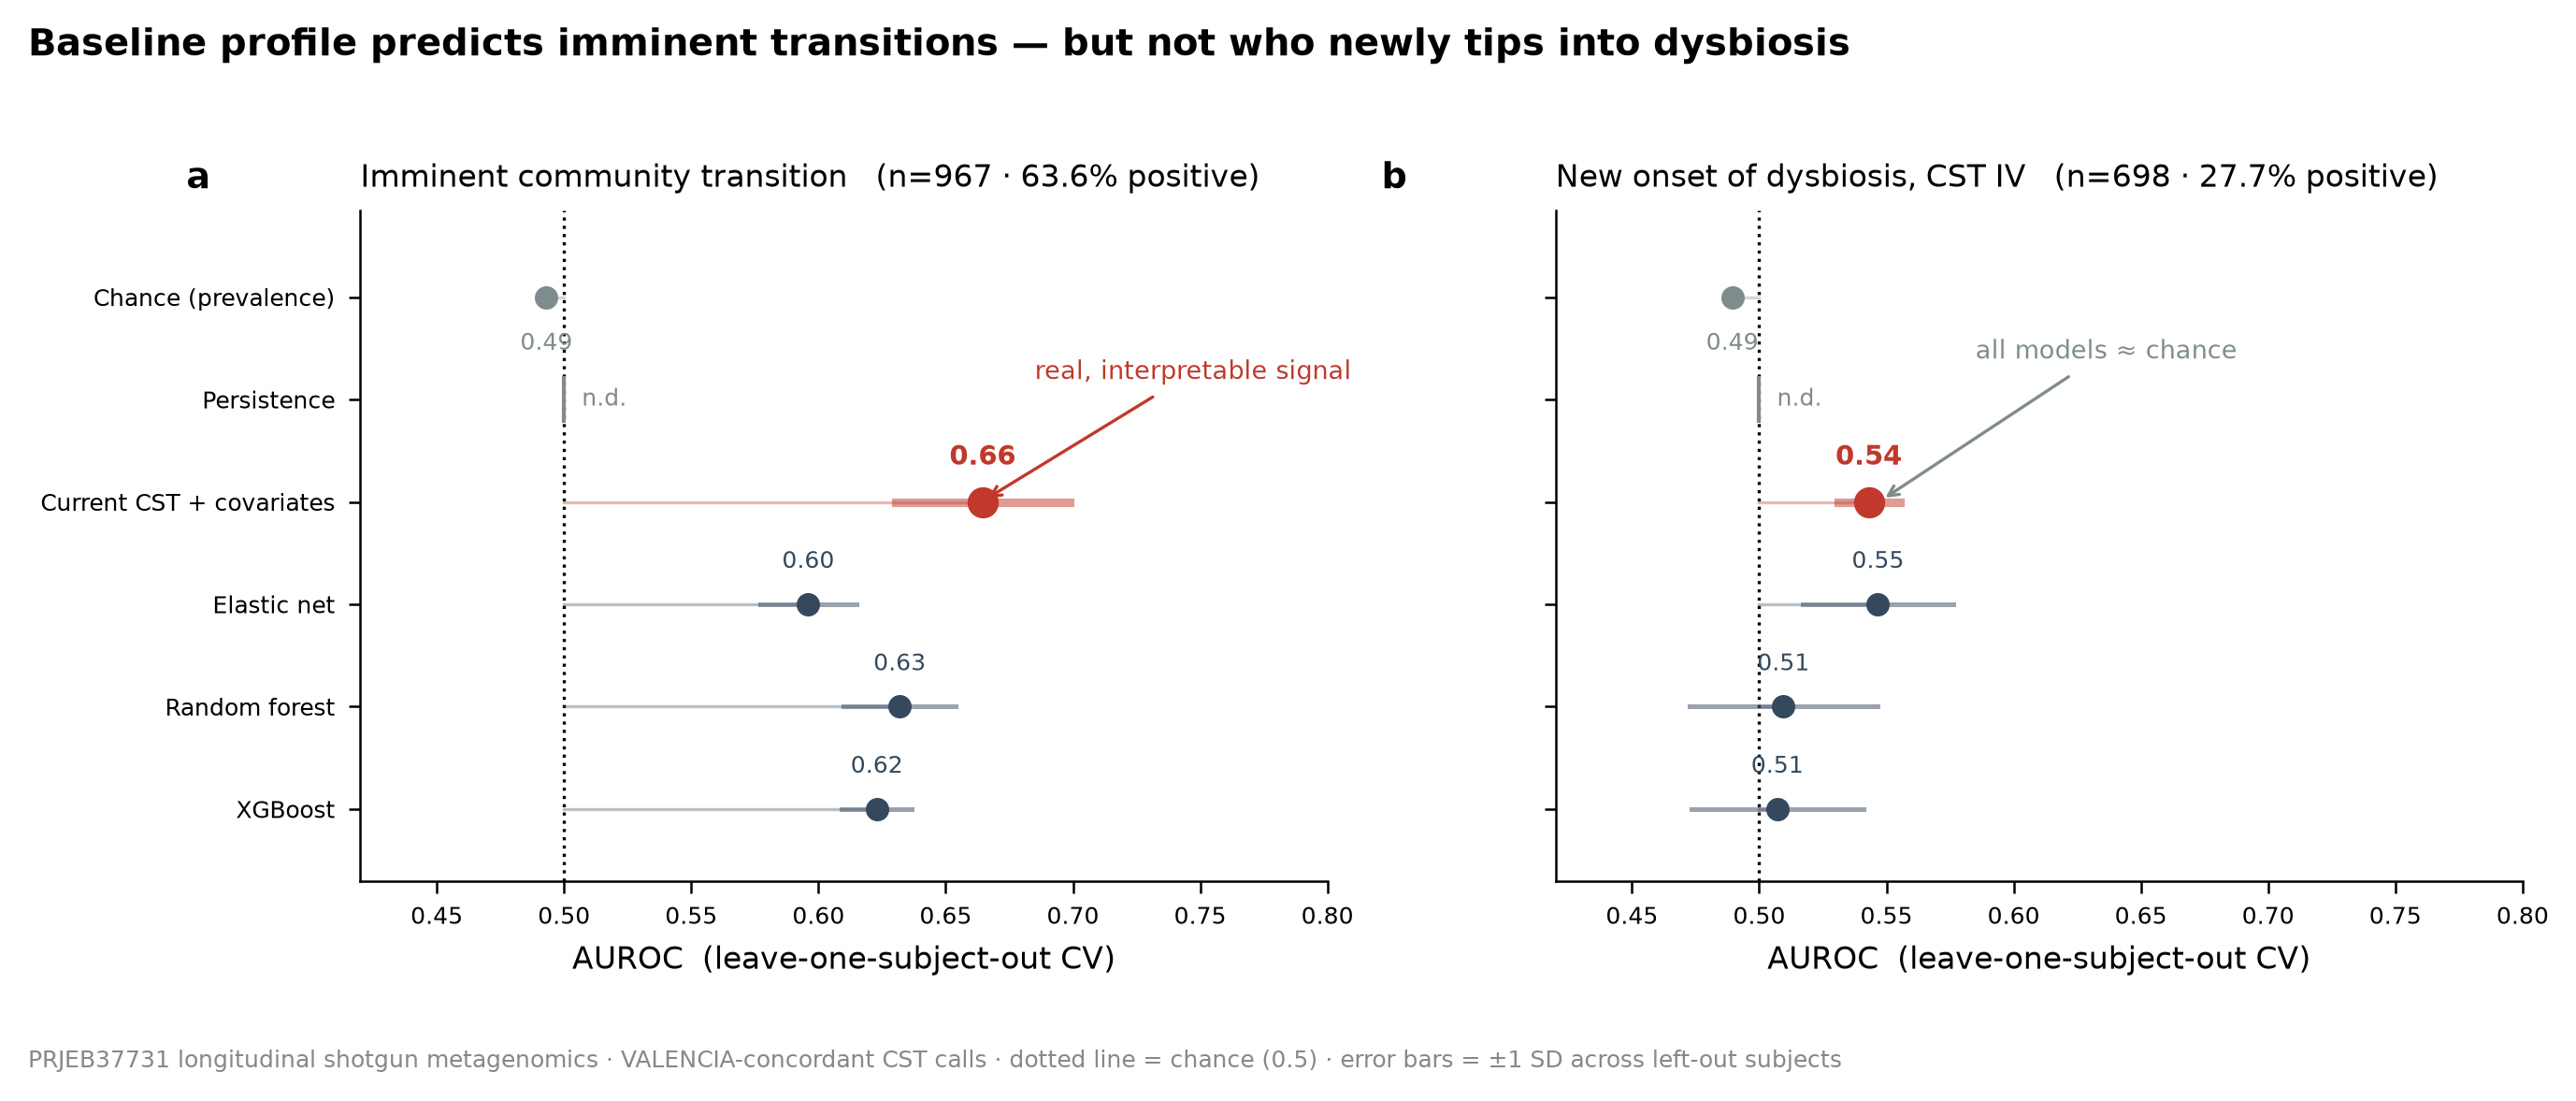 Baseline profile predicts imminent transitions — but not who newly tips into dysbiosis
a
Imminent community transition (n=967 · 63.6% positive)
Chance (prevalence)
Persistence
Current CST + covariates
Elastic net
Random forest
XGBoost
0.49
n.d.
real, interpretable signal
0.66
0.60
0.63
0.62
0.45 0.50 0.55 0.60 0.65 0.70 0.75 0.80
AUROC (leave-one-subject-out CV)
b
New onset of dysbiosis, CST IV (n=698 · 27.7% positive)
0.49
all models ≈ chance
n.d.
0.54
0.55
0.51
0.51
0.45 0.50 0.55 0.60 0.65 0.70 0.75 0.80
AUROC (leave-one-subject-out CV)
PRJEB37731 longitudinal shotgun metagenomics · VALENCIA-concordant CST calls · dotted line = chance (0.5) · error bars = ±1 SD across left-out subjects